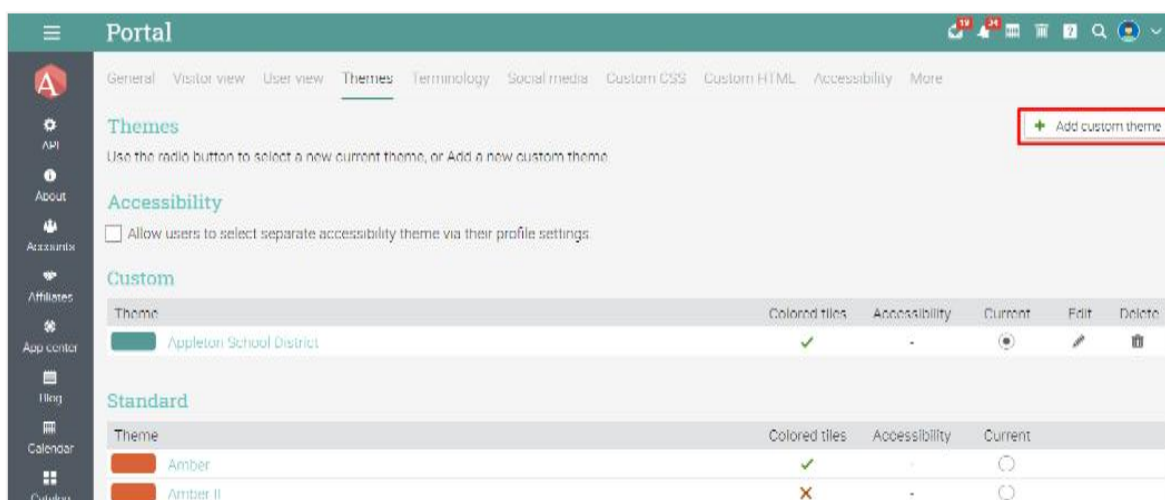 Portal
19
24
General Visitor view User view Themes Terminology Social media Custom CSS Custom HTML Accessibility More
Themes
Add custom theme
Use the radio button to select a new current theme, or Add a new custom theme
Accessibility
Allow users to select separate accessibility theme via their profile settings
Custom
Theme Colored tiles Accessibility Current Edit Delete
Appleton School District
Standard
Theme Colored tiles Accessibility Current
Amber
Amber II
A
API
About
Accounts
Affiliates
App center
Blog
Calendar
Catalog